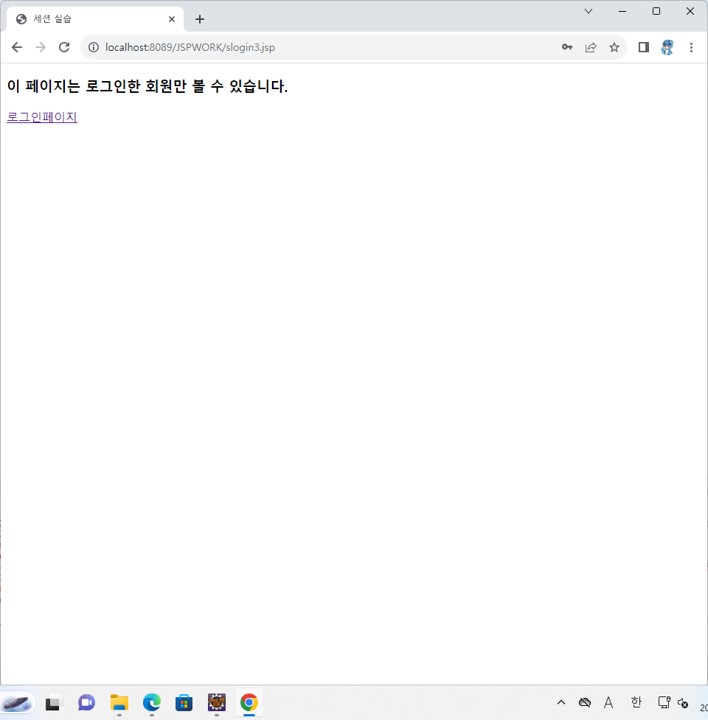 세션 실습
localhost:8089/JSPWORK/slogin3.jsp
이 페이지는 로그인한 회원만 볼 수 있습니다.
로그인페이지
A
한
20